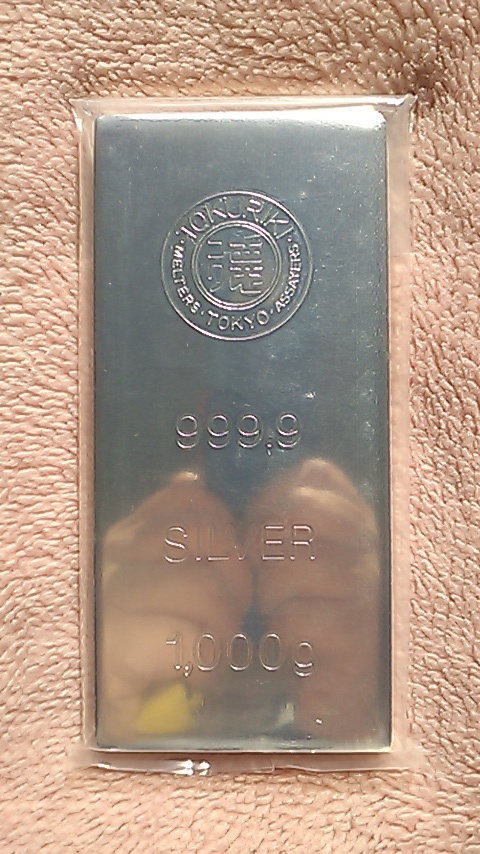 TOKURIKI
MELTERS · TOKYO · ASSAYERS
999.9
SILVER
1,000g